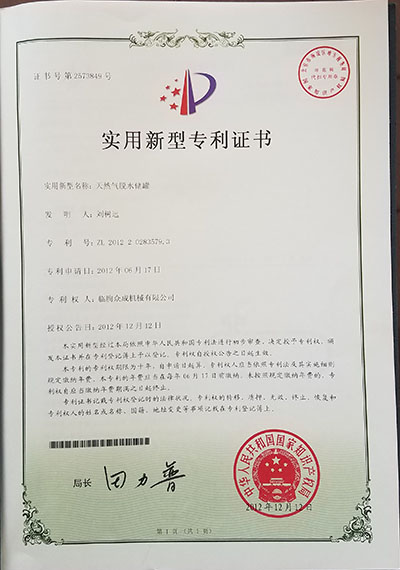 证书号第2573849号
实用新型专利证书
实用新型名称：天然气脱水储罐
发 明 人：刘树远
专 利 号：ZL 2012 2 0283579.3
专利申请日：2012年06月17日
专 利 权 人：临朐众成机械有限公司
授权公告日：2012年12月12日
本实用新型经过本局依照中华人民共和国专利法进行初步审查，决定授予专利权，
颁发本证书并在专利登记簿上予以登记。专利权自授权公告之日起生效。
本专利的专利权期限为十年，自申请日起算。专利权人应当依照专利法及其实施细则
规定缴纳年费。本专利的年费应当在每年06月17日前缴纳。未按照规定缴纳年费的，专利
权自应当缴纳年费期满之日起终止。
专利证书记载专利权登记时的法律状况。专利权的转移、质押、无效、终止、恢复和
专利权人的姓名或名称、国籍、地址变更等事项记载在专利登记簿上。
局长 田力普
中华人民共和国国家知识产权局
2012年12月12日
第1页（共1页）